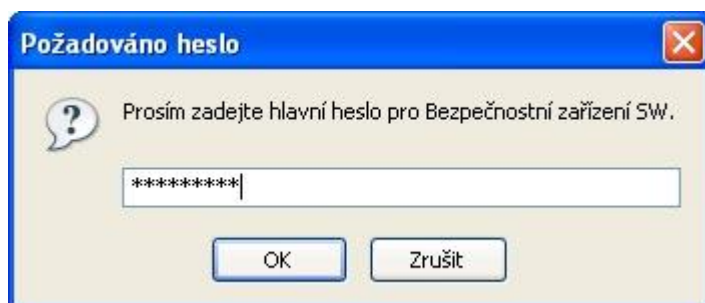 Požadováno heslo
Prosím zadejte hlavní heslo pro Bezpečnostní zařízení SW.
*********
OK Zrušit